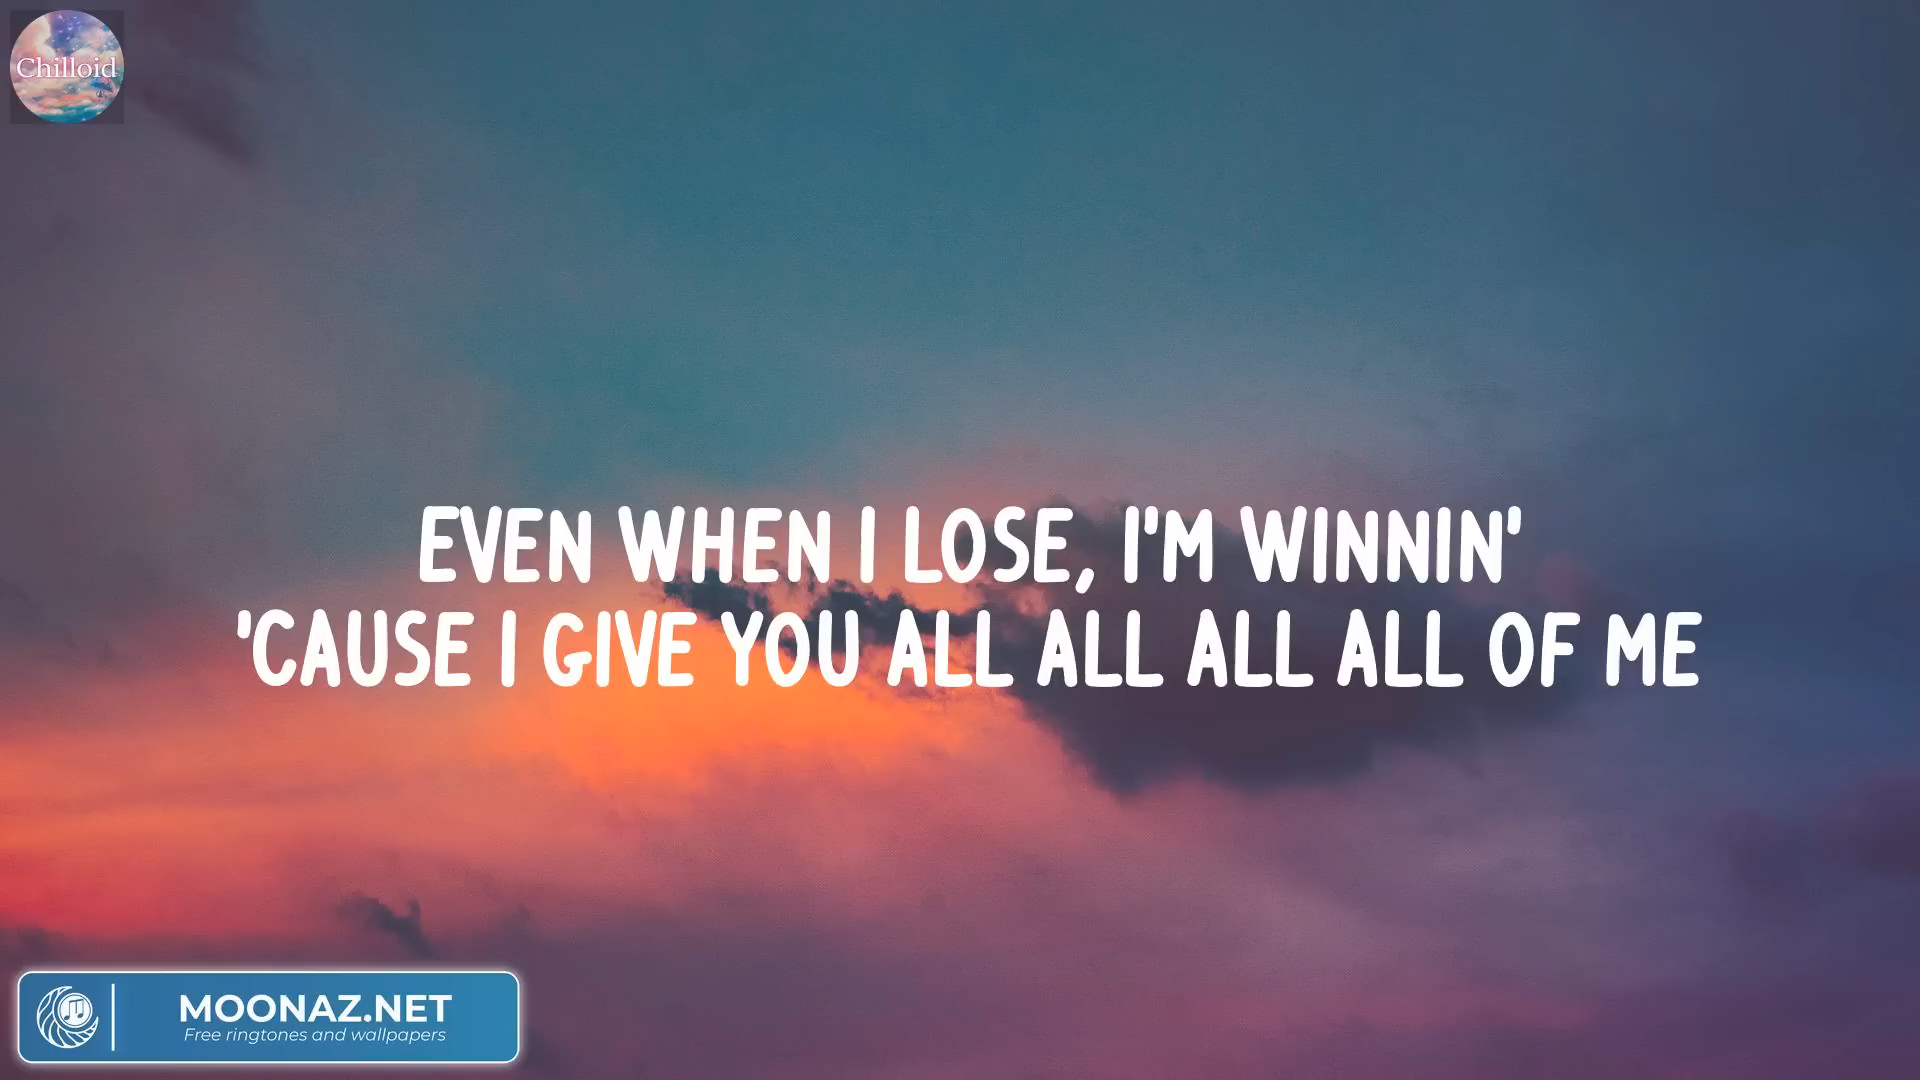 Chilloid
EVEN WHEN I LOSE, I'M WINNIN'
'CAUSE I GIVE YOU ALL ALL ALL ALL OF ME
MOONAZ.NET
Free ringtones and wallpapers